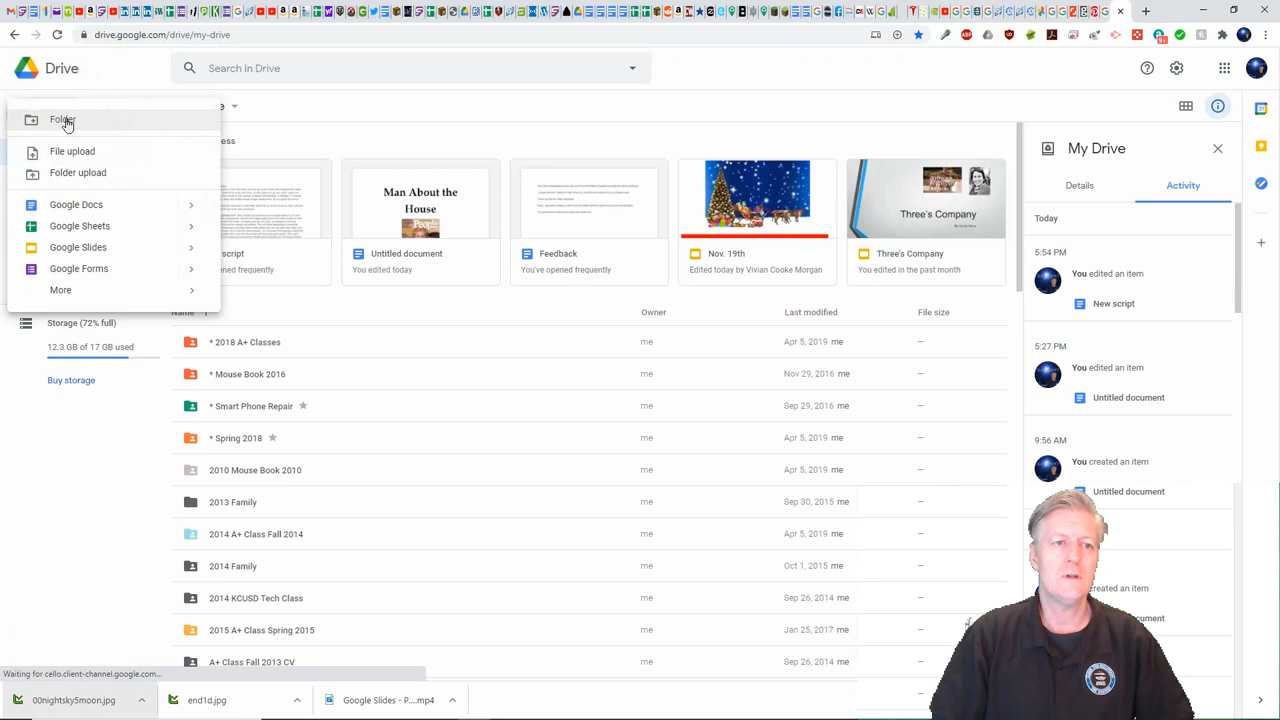 drive.google.com/drive/my-drive
Drive
Search in Drive
Folder
File upload
Folder upload
Google Docs
Google Sheets
Google Slides
Google Forms
More
Storage (72% full)
12.3 GB of 17 GB used
Buy storage
Man About the
House
Untitled document
You edited today
Feedback
You've opened frequently
Nov. 19th
Edited today by Vivian Cooke Morgan
Three's Company
Three's Company
You edited in the past month
Owner
Last modified
File size
* 2018 A+ Classes me Apr 5, 2019 me –
* Mouse Book 2016 me Nov 29, 2016 me –
* Smart Phone Repair me Sep 29, 2016 me –
* Spring 2018 me Apr 5, 2019 me –
2010 Mouse Book 2010 me Apr 5, 2019 me –
2013 Family me Sep 30, 2015 me –
2014 A+ Class Fall 2014 me Apr 5, 2019 me –
2014 Family me Oct 1, 2015 me –
2014 KCUSD Tech Class me Sep 26, 2014 me –
2015 A+ Class Spring 2015 me Jan 25, 2017 me
A+ Class Fall 2013 CV me Sep 26, 2014 me
My Drive
Details
Activity
Today
5:54 PM
You edited an item
New script
5:27 PM
You edited an item
Untitled document
9:56 AM
You created an item
Untitled document
Waiting for cello.client-channel.google.com...
00nightsky5moon.jpg
end1d.jpg
Google Slides - P....mp4